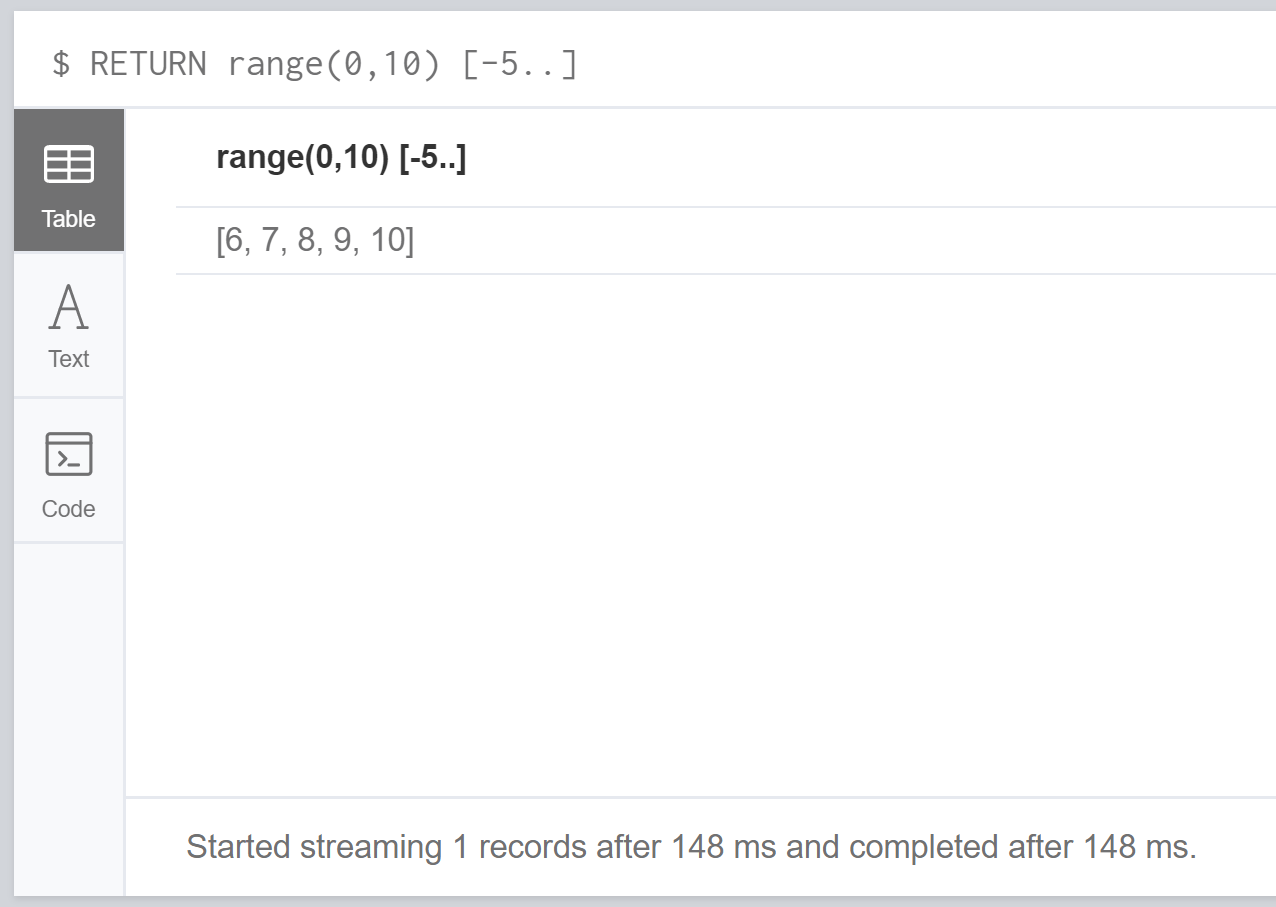 $ RETURN range(0,10) [-5..]
range(0,10) [-5..]
Table
[6, 7, 8, 9, 10]
Text
Code
Started streaming 1 records after 148 ms and completed after 148 ms.